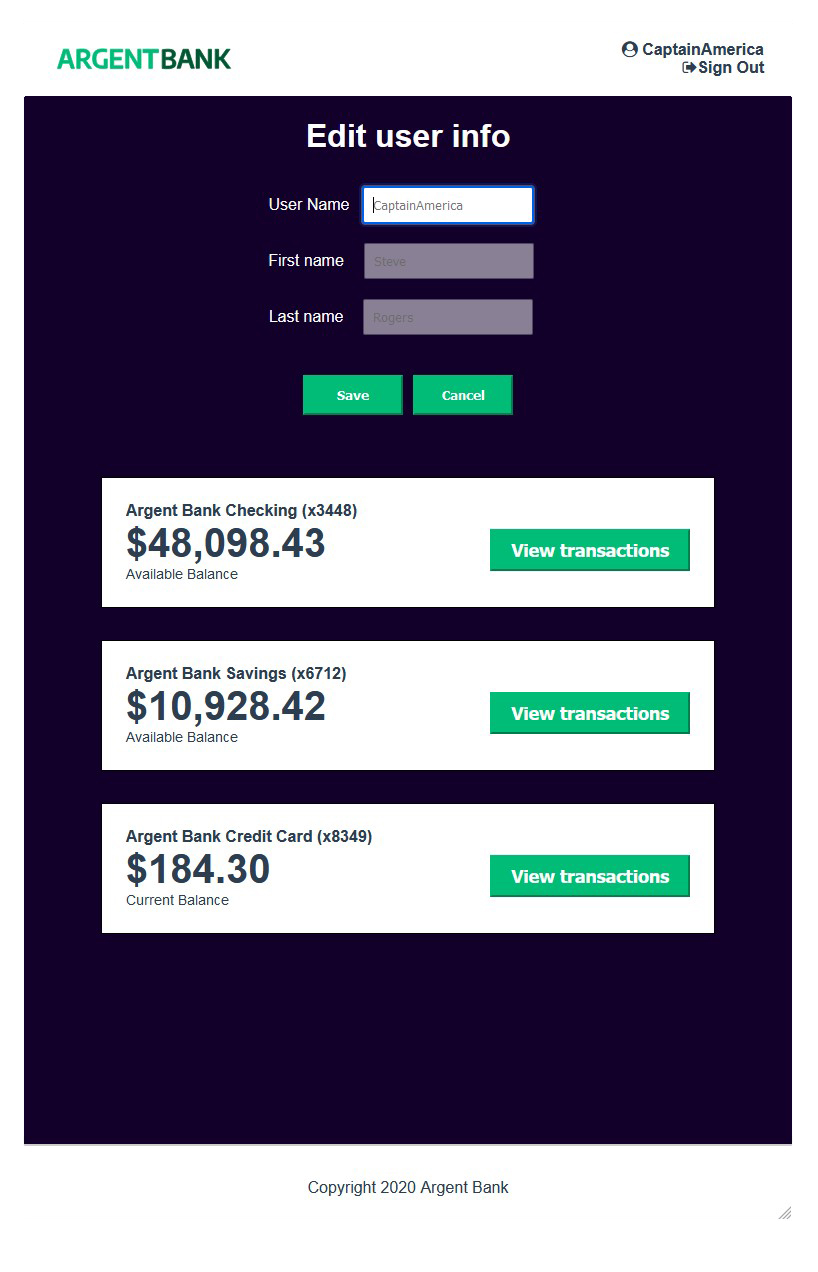 ARGENTBANK
CaptainAmerica
Sign Out
Edit user info
User Name CaptainAmerica
First name Steve
Last name Rogers
Save Cancel
Argent Bank Checking (x3448)
$48,098.43
Available Balance
View transactions
Argent Bank Savings (x6712)
$10,928.42
Available Balance
View transactions
Argent Bank Credit Card (x8349)
$184.30
Current Balance
View transactions
Copyright 2020 Argent Bank